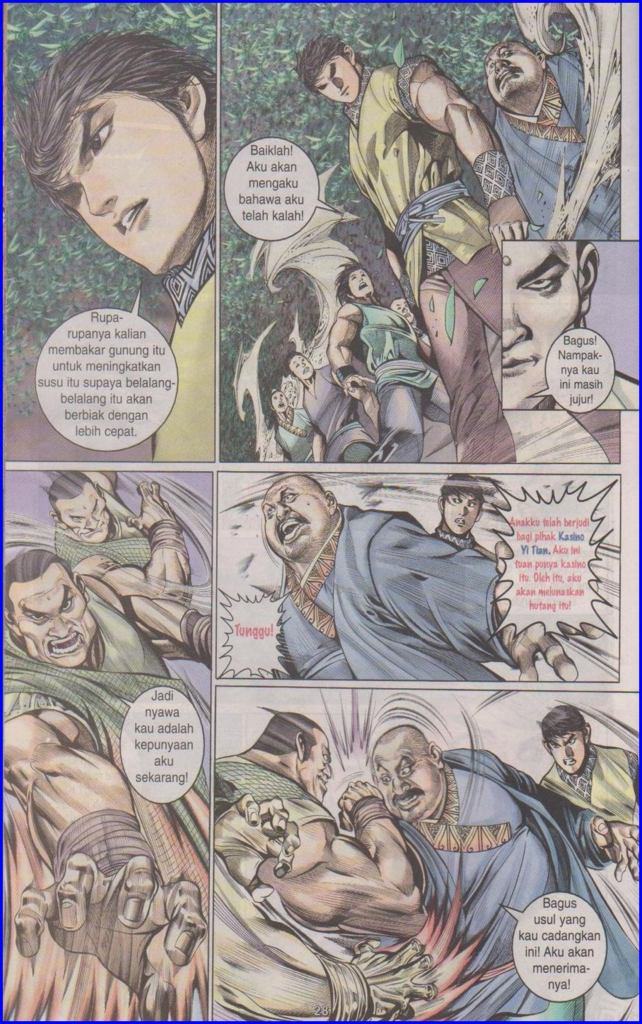 Baiklah!
Aku akan
mengaku
bahawa aku
telah kalah!
Rupa-
rupanya kalian
membakar gunung itu
untuk meningkatkan
susu itu supaya belalang-
belalang itu akan
berbiak dengan
lebih cepat.
Bagus!
Nampak-
nya kau
ini masih
jujur!
Jadi
nyawa
kau adalah
kepunyaan
aku
sekarang!
Tunggu!
Anakku telah berjudi
bagi pihak Kasino
Yi Tian. Aku ini
tuan punya kasino
itu. Oleh itu, aku
akan melunaskan
hutang itu!
Bagus
usul yang
kau cadangkan
ini! Aku akan
menerima-
nya!
28